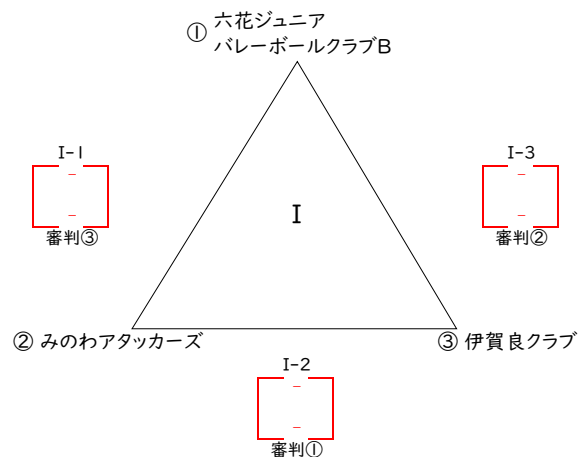 ① 六花ジュニア
バレーボールクラブB
I-1
I-3
–
–
I
–
–
審判③
審判②
② みのわアタッカーズ
③ 伊賀良クラブ
I-2
–
–
審判①